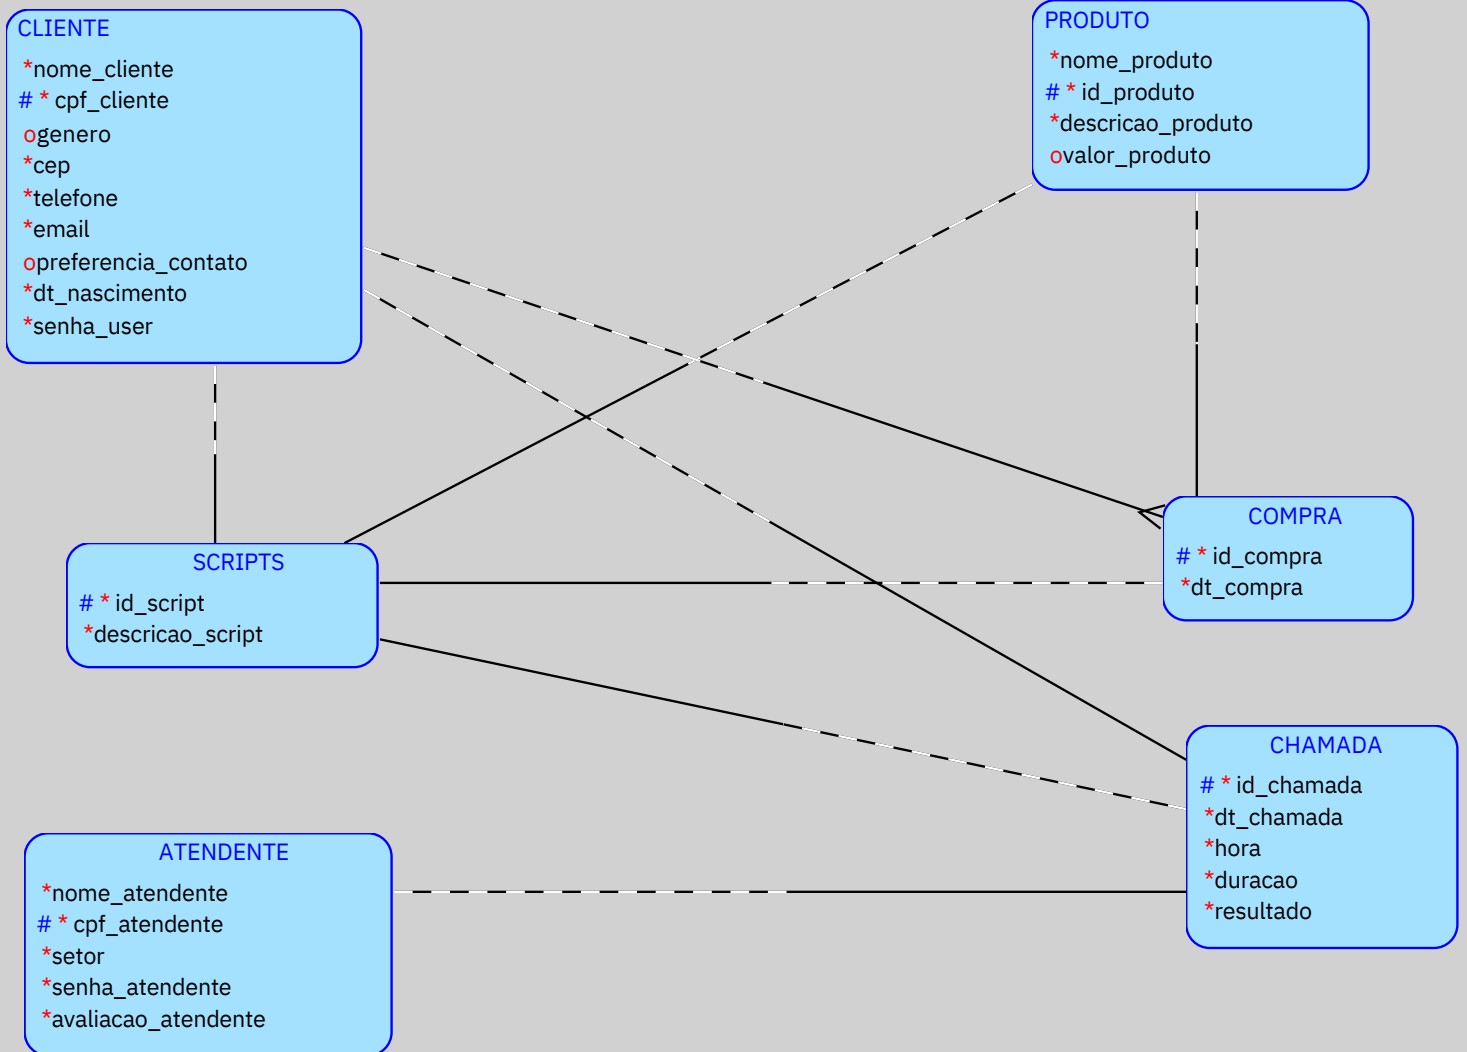 CLIENTE
*nome_cliente
# * cpf_cliente
ogenero
*cep
*telefone
*email
opreferencia_contato
*dt_nascimento
*senha_user
PRODUTO
*nome_produto
# * id_produto
*descricao_produto
ovalor_produto
SCRIPTS
# * id_script
*descricao_script
COMPRA
# * id_compra
*dt_compra
CHAMADA
# * id_chamada
*dt_chamada
*hora
*duracao
*resultado
ATENDENTE
*nome_atendente
# * cpf_atendente
*setor
*senha_atendente
*avaliacao_atendente